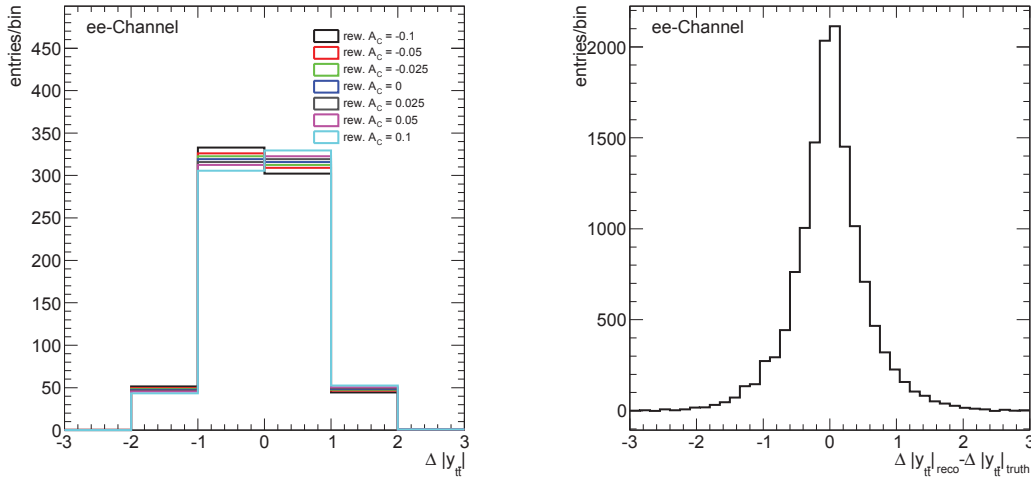 entries/bin
ee-Channel
rew. A_C = -0.1
rew. A_C = -0.05
rew. A_C = -0.025
rew. A_C = 0
rew. A_C = 0.025
rew. A_C = 0.05
rew. A_C = 0.1
450
400
350
300
250
200
150
100
50
0
-3 -2 -1 0 1 2 3
Δ |y_tt̄|
entries/bin
ee-Channel
2000
1500
1000
500
0
-3 -2 -1 0 1 2 3
Δ |y_tt̄|_reco-Δ |y_tt̄|_truth